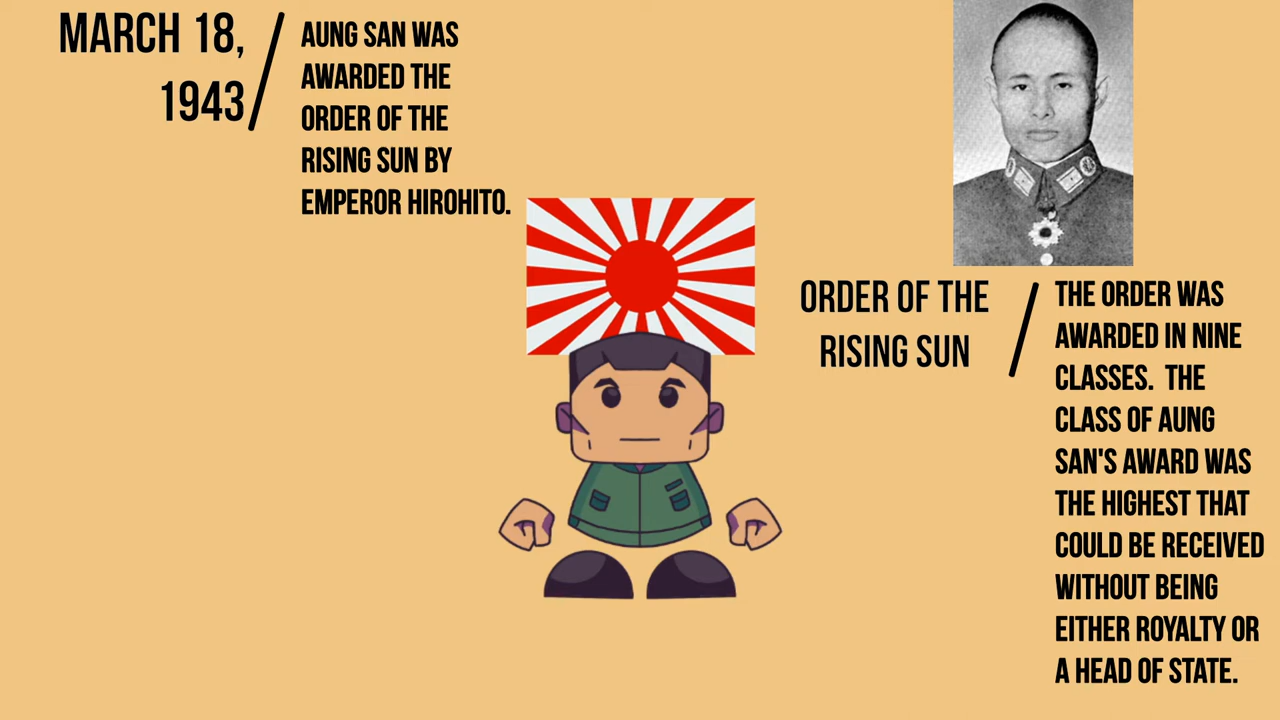 MARCH 18,
1943
AUNG SAN WAS
AWARDED THE
ORDER OF THE
RISING SUN BY
EMPEROR HIROHITO.
ORDER OF THE
RISING SUN
THE ORDER WAS
AWARDED IN NINE
CLASSES. THE
CLASS OF AUNG
SAN'S AWARD WAS
THE HIGHEST THAT
COULD BE RECEIVED
WITHOUT BEING
EITHER ROYALTY OR
A HEAD OF STATE.